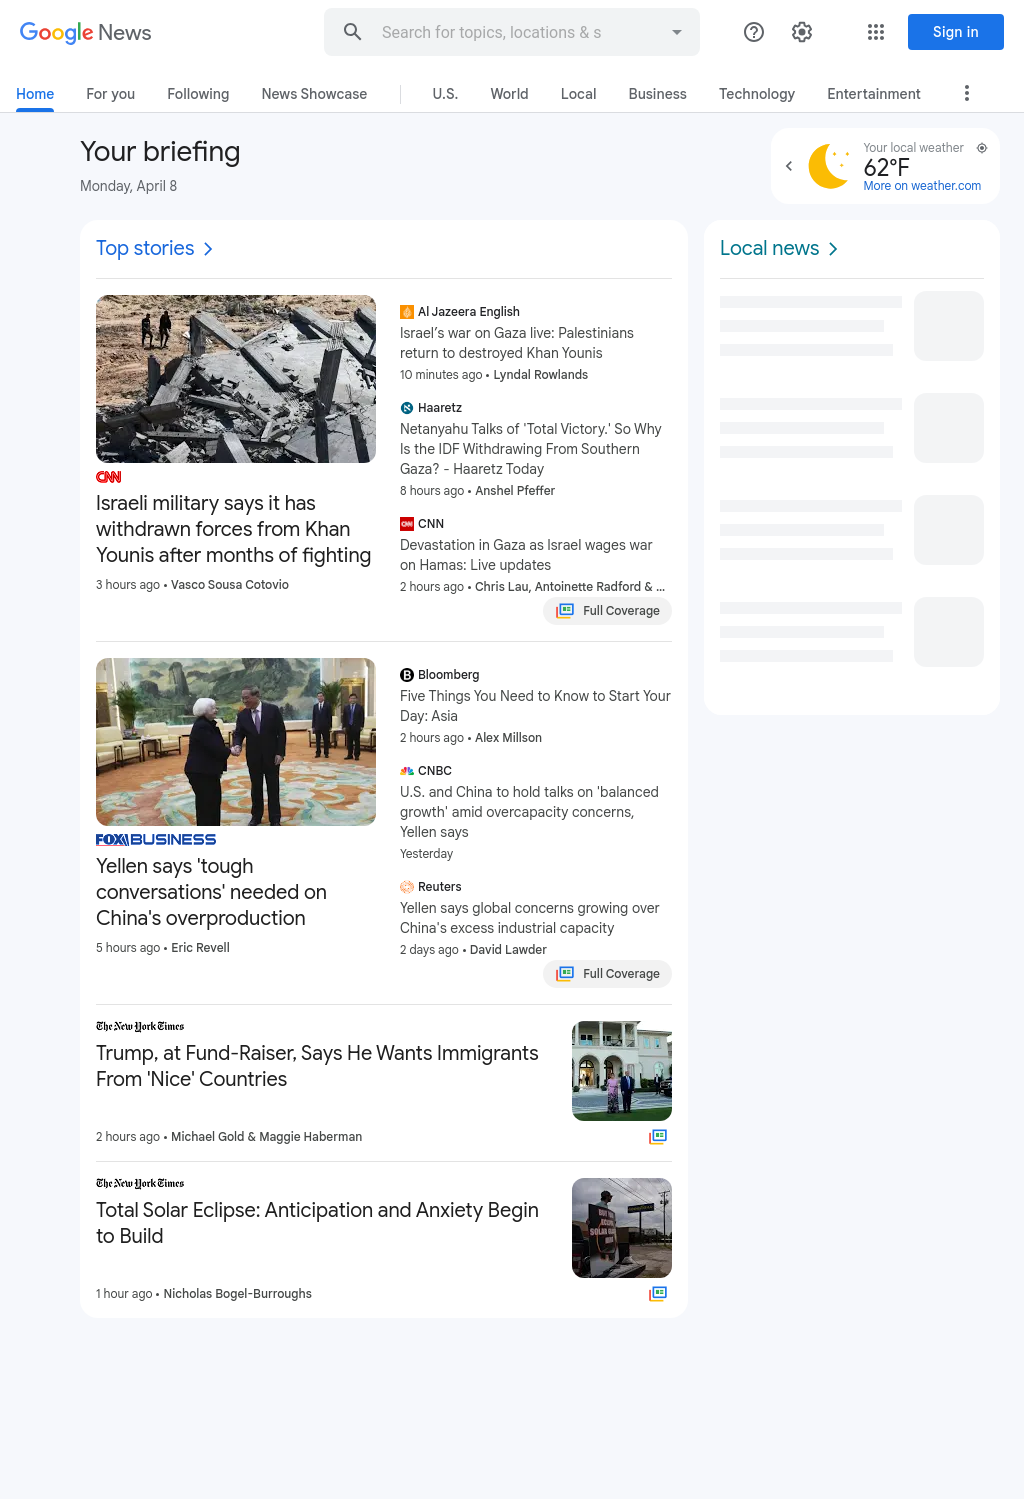 Google News
Search for topics, locations & s
Sign in
Home
For you
Following
News Showcase
U.S.
World
Local
Business
Technology
Entertainment
Your briefing
Monday, April 8
Your local weather
62°F
More on weather.com
Top stories
CNN
Israeli military says it has
withdrawn forces from Khan
Younis after months of fighting
3 hours ago • Vasco Sousa Cotovio
Al Jazeera English
Israel’s war on Gaza live: Palestinians
return to destroyed Khan Younis
10 minutes ago • Lyndal Rowlands
Haaretz
Netanyahu Talks of 'Total Victory.' So Why
Is the IDF Withdrawing From Southern
Gaza? - Haaretz Today
8 hours ago • Anshel Pfeffer
CNN
CNN
Devastation in Gaza as Israel wages war
on Hamas: Live updates
2 hours ago • Chris Lau, Antoinette Radford & ...
Full Coverage
FOX BUSINESS
Yellen says 'tough
conversations' needed on
China's overproduction
5 hours ago • Eric Revell
B
Bloomberg
Five Things You Need to Know to Start Your
Day: Asia
2 hours ago • Alex Millson
CNBC
U.S. and China to hold talks on 'balanced
growth' amid overcapacity concerns,
Yellen says
Yesterday
Reuters
Yellen says global concerns growing over
China's excess industrial capacity
2 days ago • David Lawder
Full Coverage
The New York Times
Trump, at Fund-Raiser, Says He Wants Immigrants
From 'Nice' Countries
2 hours ago • Michael Gold & Maggie Haberman
The New York Times
Total Solar Eclipse: Anticipation and Anxiety Begin
to Build
1 hour ago • Nicholas Bogel-Burroughs
Local news